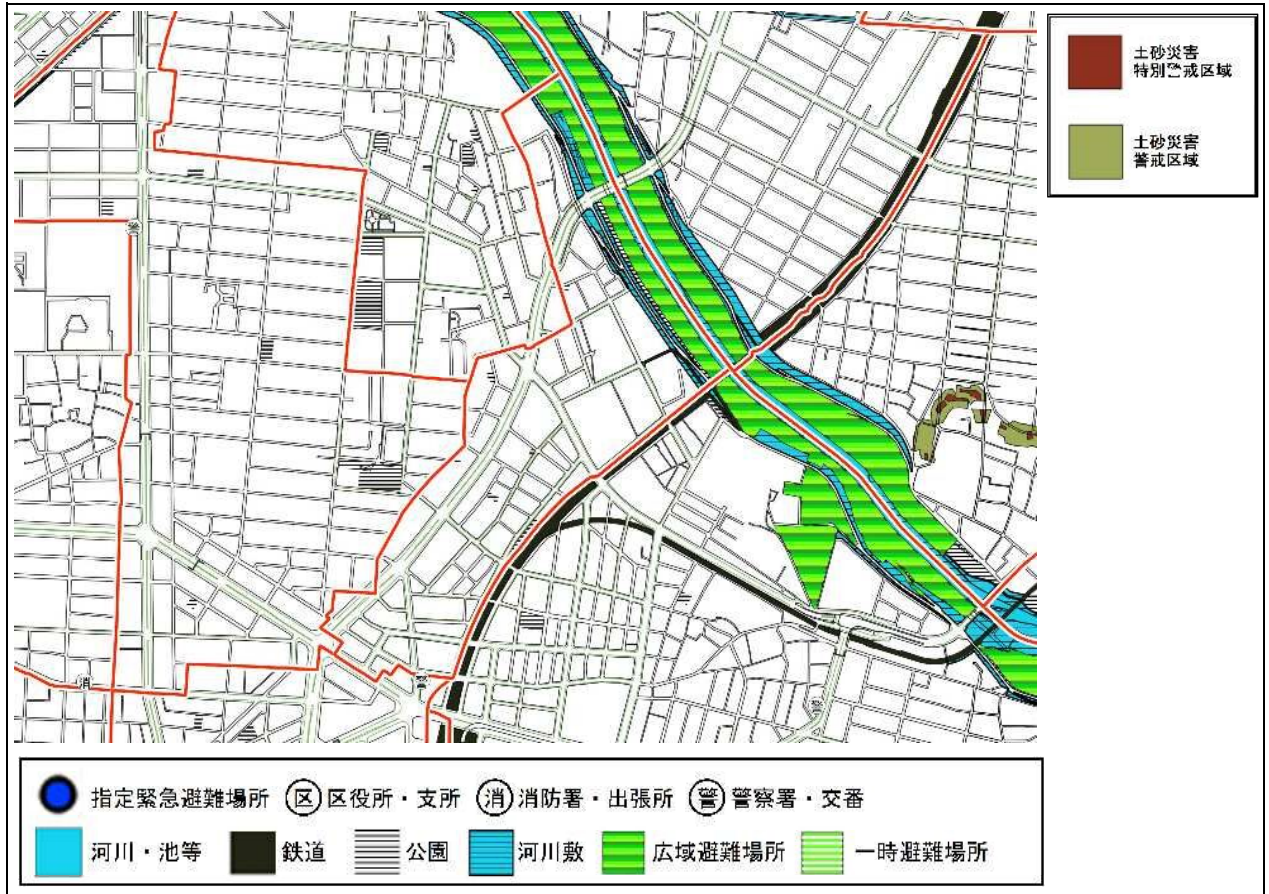 土砂災害
特別警戒区域
土砂災害
警戒区域
警
警
警
消
指定緊急避難場所 区 区役所・支所 消 消防署・出張所 警 警察署・交番
河川・池等 鉄道 公園 河川敷 広域避難場所 一時避難場所